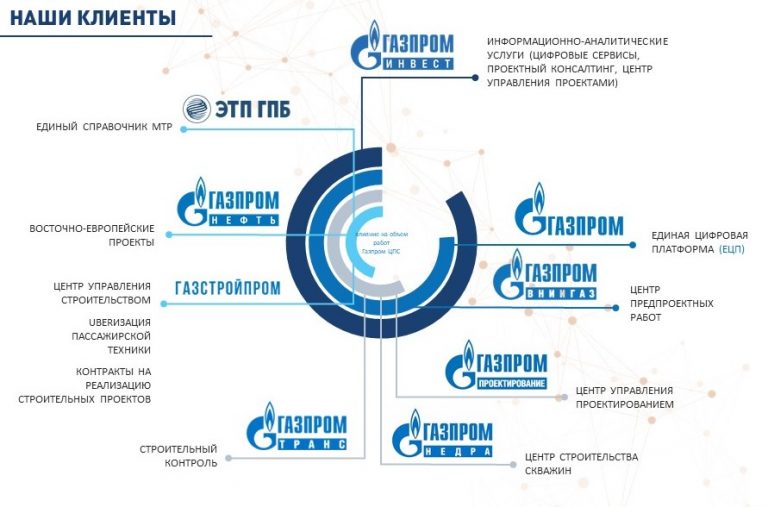 НАШИ КЛИЕНТЫ
ГАЗПРОМ
ИНВЕСТ
ИНФОРМАЦИОННО-АНАЛИТИЧЕСКИЕ
УСЛУГИ (ЦИФРОВЫЕ СЕРВИСЫ,
ПРОЕКТНЫЙ КОНСАЛТИНГ, ЦЕНТР
УПРАВЛЕНИЯ ПРОЕКТАМИ)
ЭТП ГПБ
ЕДИНЫЙ СПРАВОЧНИК МТР
ГАЗПРОМ
НЕФТЬ
ВОСТОЧНО-ЕВРОПЕЙСКИЕ
ПРОЕКТЫ
влияние на объем
работ
Газпром ЦПС
ГАЗПРОМ
ЕДИНАЯ ЦИФРОВАЯ
ПЛАТФОРМА (ЕЦП)
ЦЕНТР УПРАВЛЕНИЯ
СТРОИТЕЛЬСТВОМ
ГАЗСТРОЙПРОМ
ГАЗПРОМ
ВНИИГАЗ
ЦЕНТР
ПРЕДПРОЕКТНЫХ
РАБОТ
UBERИЗАЦИЯ
ПАССАЖИРСКОЙ
ТЕХНИКИ
КОНТРАКТЫ НА
РЕАЛИЗАЦИЮ
СТРОИТЕЛЬНЫХ ПРОЕКТОВ
ГАЗПРОМ
ПРОЕКТИРОВАНИЕ
ЦЕНТР УПРАВЛЕНИЯ
ПРОЕКТИРОВАНИЕМ
ГАЗПРОМ
ТРАНС
СТРОИТЕЛЬНЫЙ
КОНТРОЛЬ
ГАЗПРОМ
НЕДРА
ЦЕНТР СТРОИТЕЛЬСТВА
СКВАЖИН